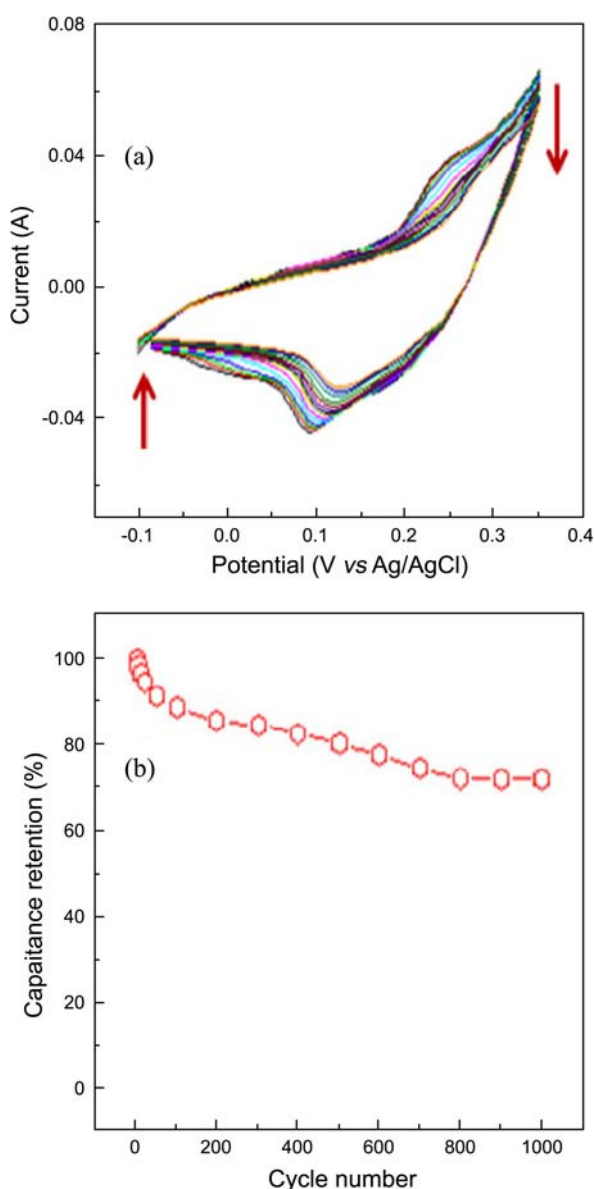 0.08
0.04
0.00
-0.04
Current (A)
(a)
-0.1 0.0 0.1 0.2 0.3 0.4
Potential (V vs Ag/AgCl)
100
80
60
40
20
0
Capaitance retention (%)
(b)
0 200 400 600 800 1000
Cycle number